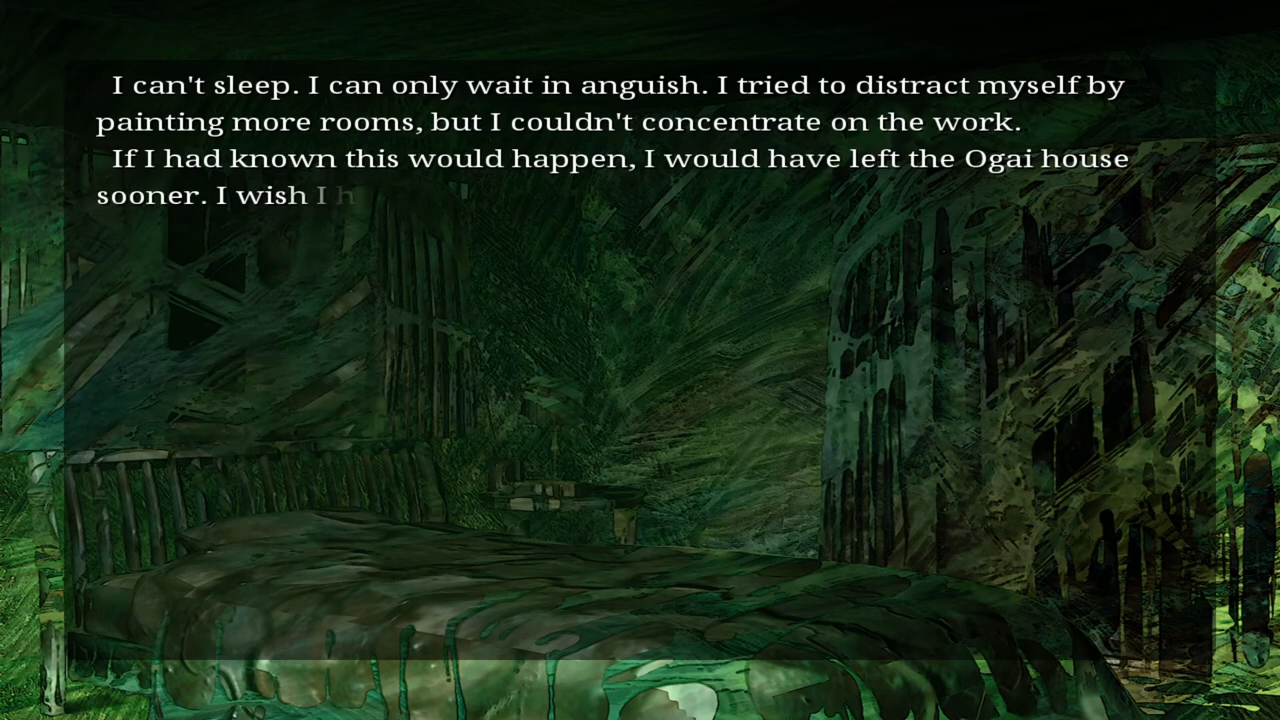 I can't sleep. I can only wait in anguish. I tried to distract myself by
painting more rooms, but I couldn't concentrate on the work.
If I had known this would happen, I would have left the Ogai house
sooner. I wish I h